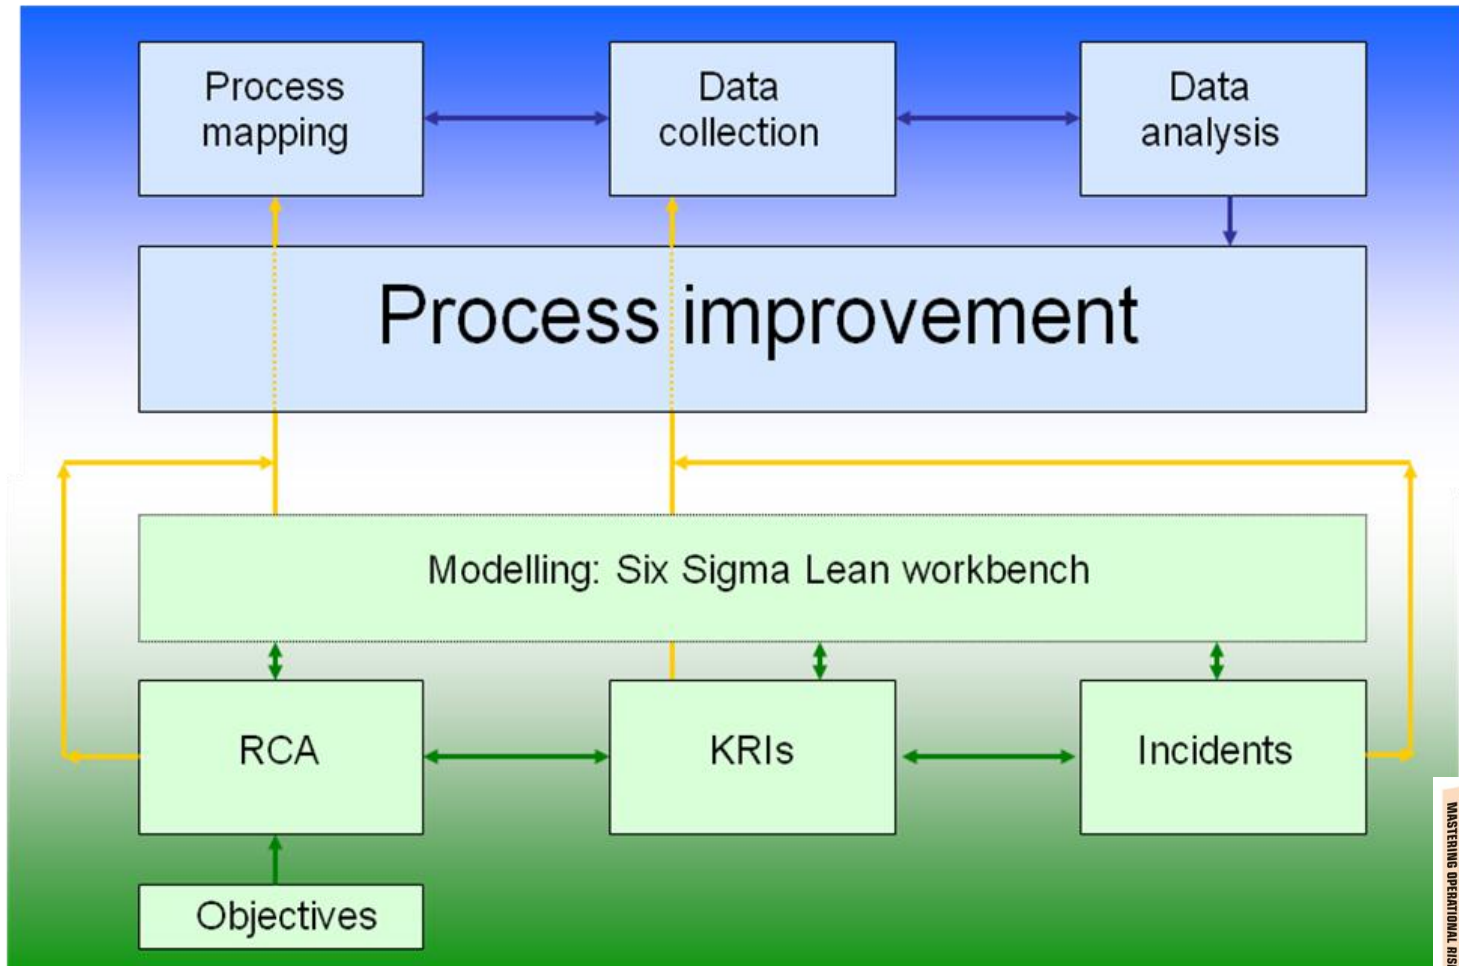 Process
mapping
Data
collection
Data
analysis
Process improvement
Modelling: Six Sigma Lean workbench
RCA
KRIs
Incidents
Objectives
MASTERING OPERATIONAL